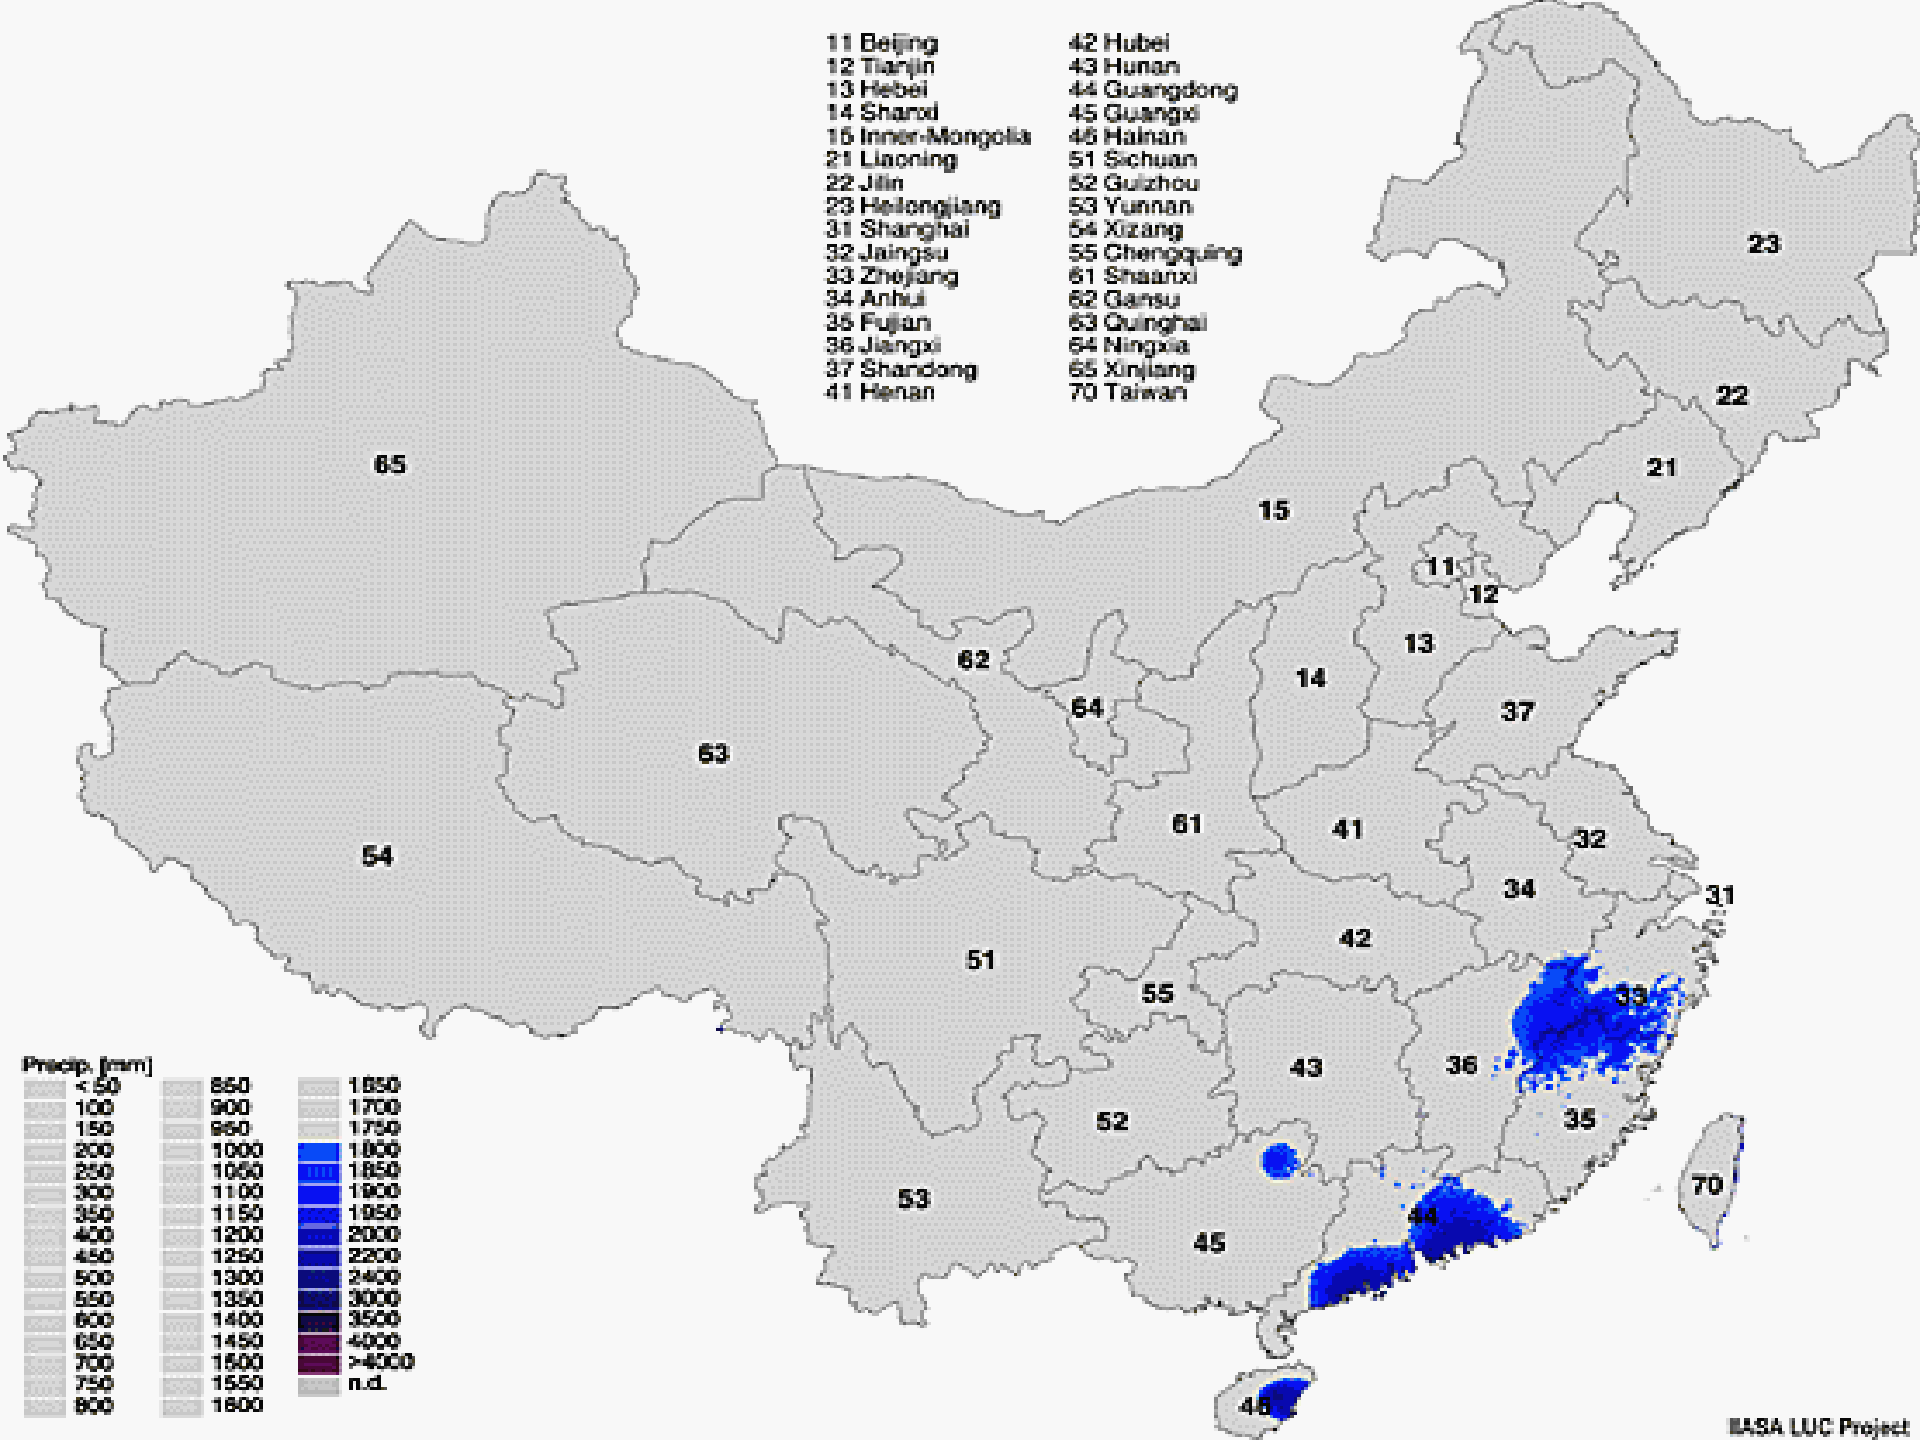 11 Beijing
12 Tianjin
13 Hebei
14 Shanxi
15 Inner-Mongolia
21 Liaoning
22 Jilin
23 Heilongjiang
31 Shanghai
32 Jaingsu
33 Zhejiang
34 Anhui
35 Fujian
36 Jiangxi
37 Shandong
41 Henan
42 Hubei
43 Hunan
44 Guangdong
45 Guangxi
46 Hainan
51 Sichuan
52 Guizhou
53 Yunnan
54 Xizang
55 Chengquing
61 Shaanxi
62 Gansu
63 Quinghai
64 Ningxia
65 Xinjiang
70 Taiwan
23
22
21
65
15
11
12
13
62
14
64
37
63
61
41
32
54
34
31
42
51
55
33
43
36
52
35
70
53
44
45
46
Precip. [mm]
<50
100
150
200
250
300
350
400
450
500
550
600
650
700
750
800
850
900
950
1000
1050
1100
1150
1200
1250
1300
1350
1400
1450
1500
1550
1600
1650
1700
1750
1800
1850
1900
1950
2000
2200
2400
3000
3500
4000
>4000
n.d.
IIASA LUC Project